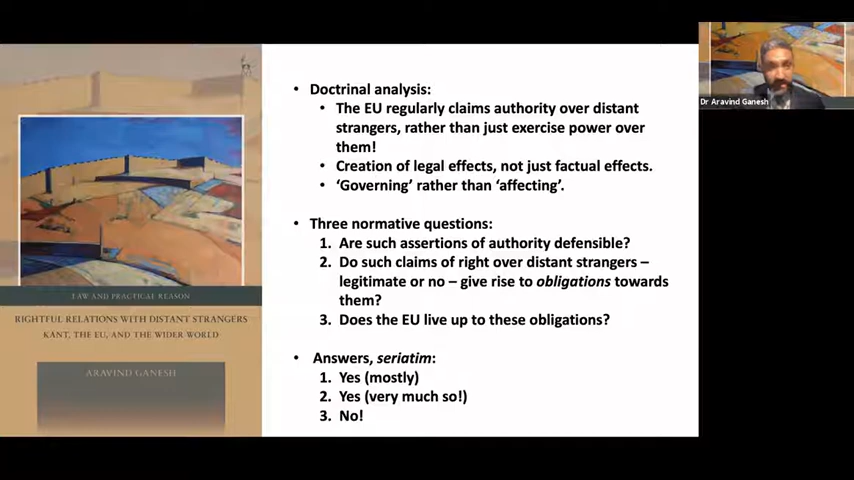 • Doctrinal analysis:
• The EU regularly claims authority over distant
strangers, rather than just exercise power over
them!
• Creation of legal effects, not just factual effects.
• ‘Governing’ rather than ‘affecting’.
• Three normative questions:
1. Are such assertions of authority defensible?
2. Do such claims of right over distant strangers –
legitimate or no – give rise to obligations towards
them?
3. Does the EU live up to these obligations?
• Answers, seriatim:
1. Yes (mostly)
2. Yes (very much so!)
3. No!
LAW AND PRACTICAL REASON
RIGHTFUL RELATIONS WITH DISTANT STRANGERS
KANT, THE EU, AND THE WIDER WORLD
ARAVIND GANESH
Dr Aravind Ganesh